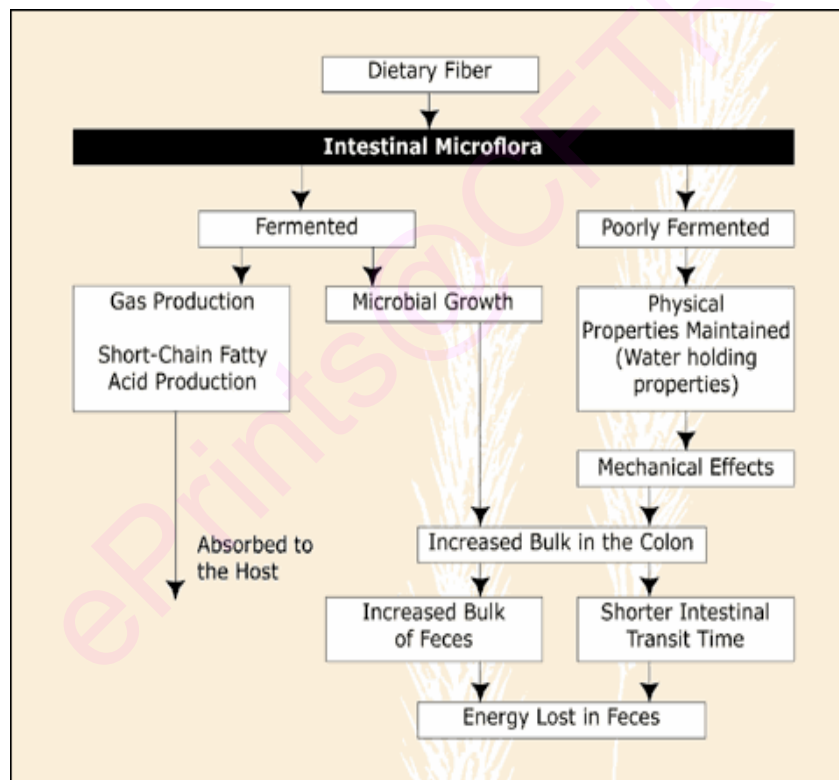 Dietary Fiber
Intestinal Microflora
Fermented
Poorly Fermented
Gas Production
Short-Chain Fatty
Acid Production
Microbial Growth
Physical
Properties Maintained
(Water holding
properties)
Mechanical Effects
Absorbed to
the Host
Increased Bulk in the Colon
Increased Bulk
of Feces
Shorter Intestinal
Transit Time
Energy Lost in Feces
ePrints@CFTR